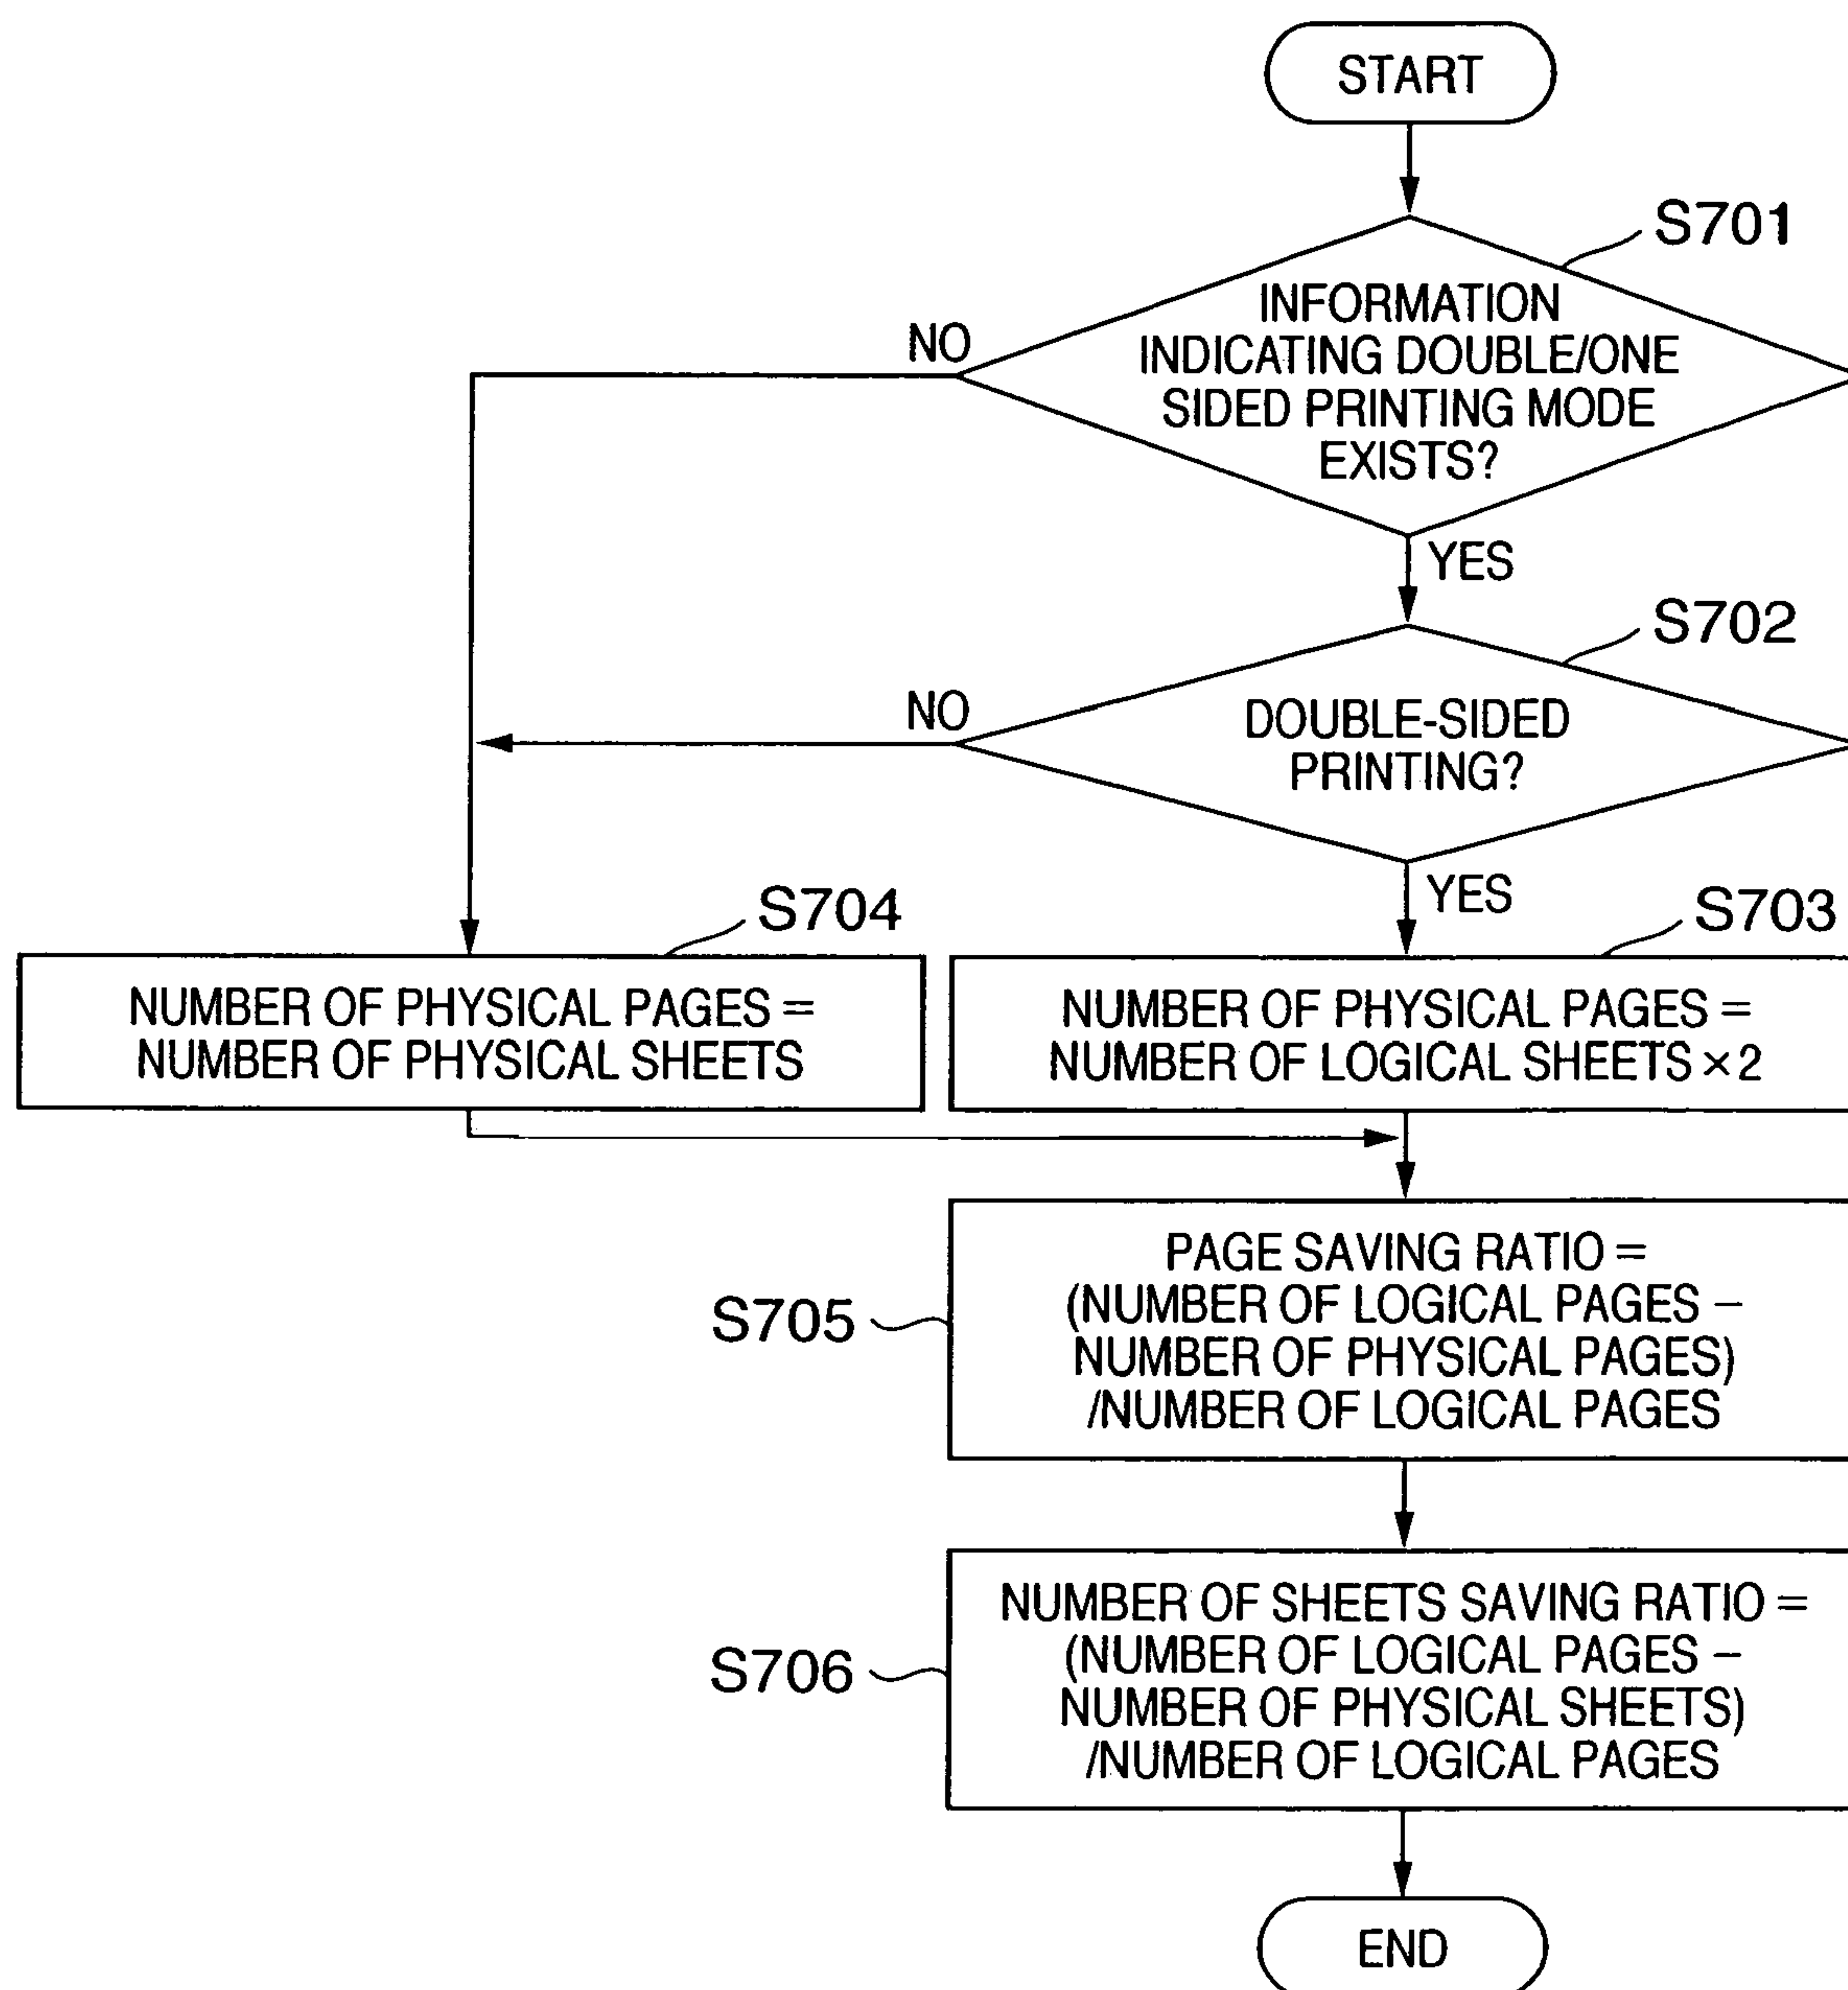 START
S701
INFORMATION
INDICATING DOUBLE/ONE
SIDED PRINTING MODE
EXISTS?
NO
YES
S702
DOUBLE-SIDED
PRINTING?
NO
YES
S704
NUMBER OF PHYSICAL PAGES =
NUMBER OF PHYSICAL SHEETS
S703
NUMBER OF PHYSICAL PAGES =
NUMBER OF LOGICAL SHEETS × 2
S705
PAGE SAVING RATIO =
(NUMBER OF LOGICAL PAGES –
NUMBER OF PHYSICAL PAGES)
/NUMBER OF LOGICAL PAGES
S706
NUMBER OF SHEETS SAVING RATIO =
(NUMBER OF LOGICAL PAGES –
NUMBER OF PHYSICAL SHEETS)
/NUMBER OF LOGICAL PAGES
END